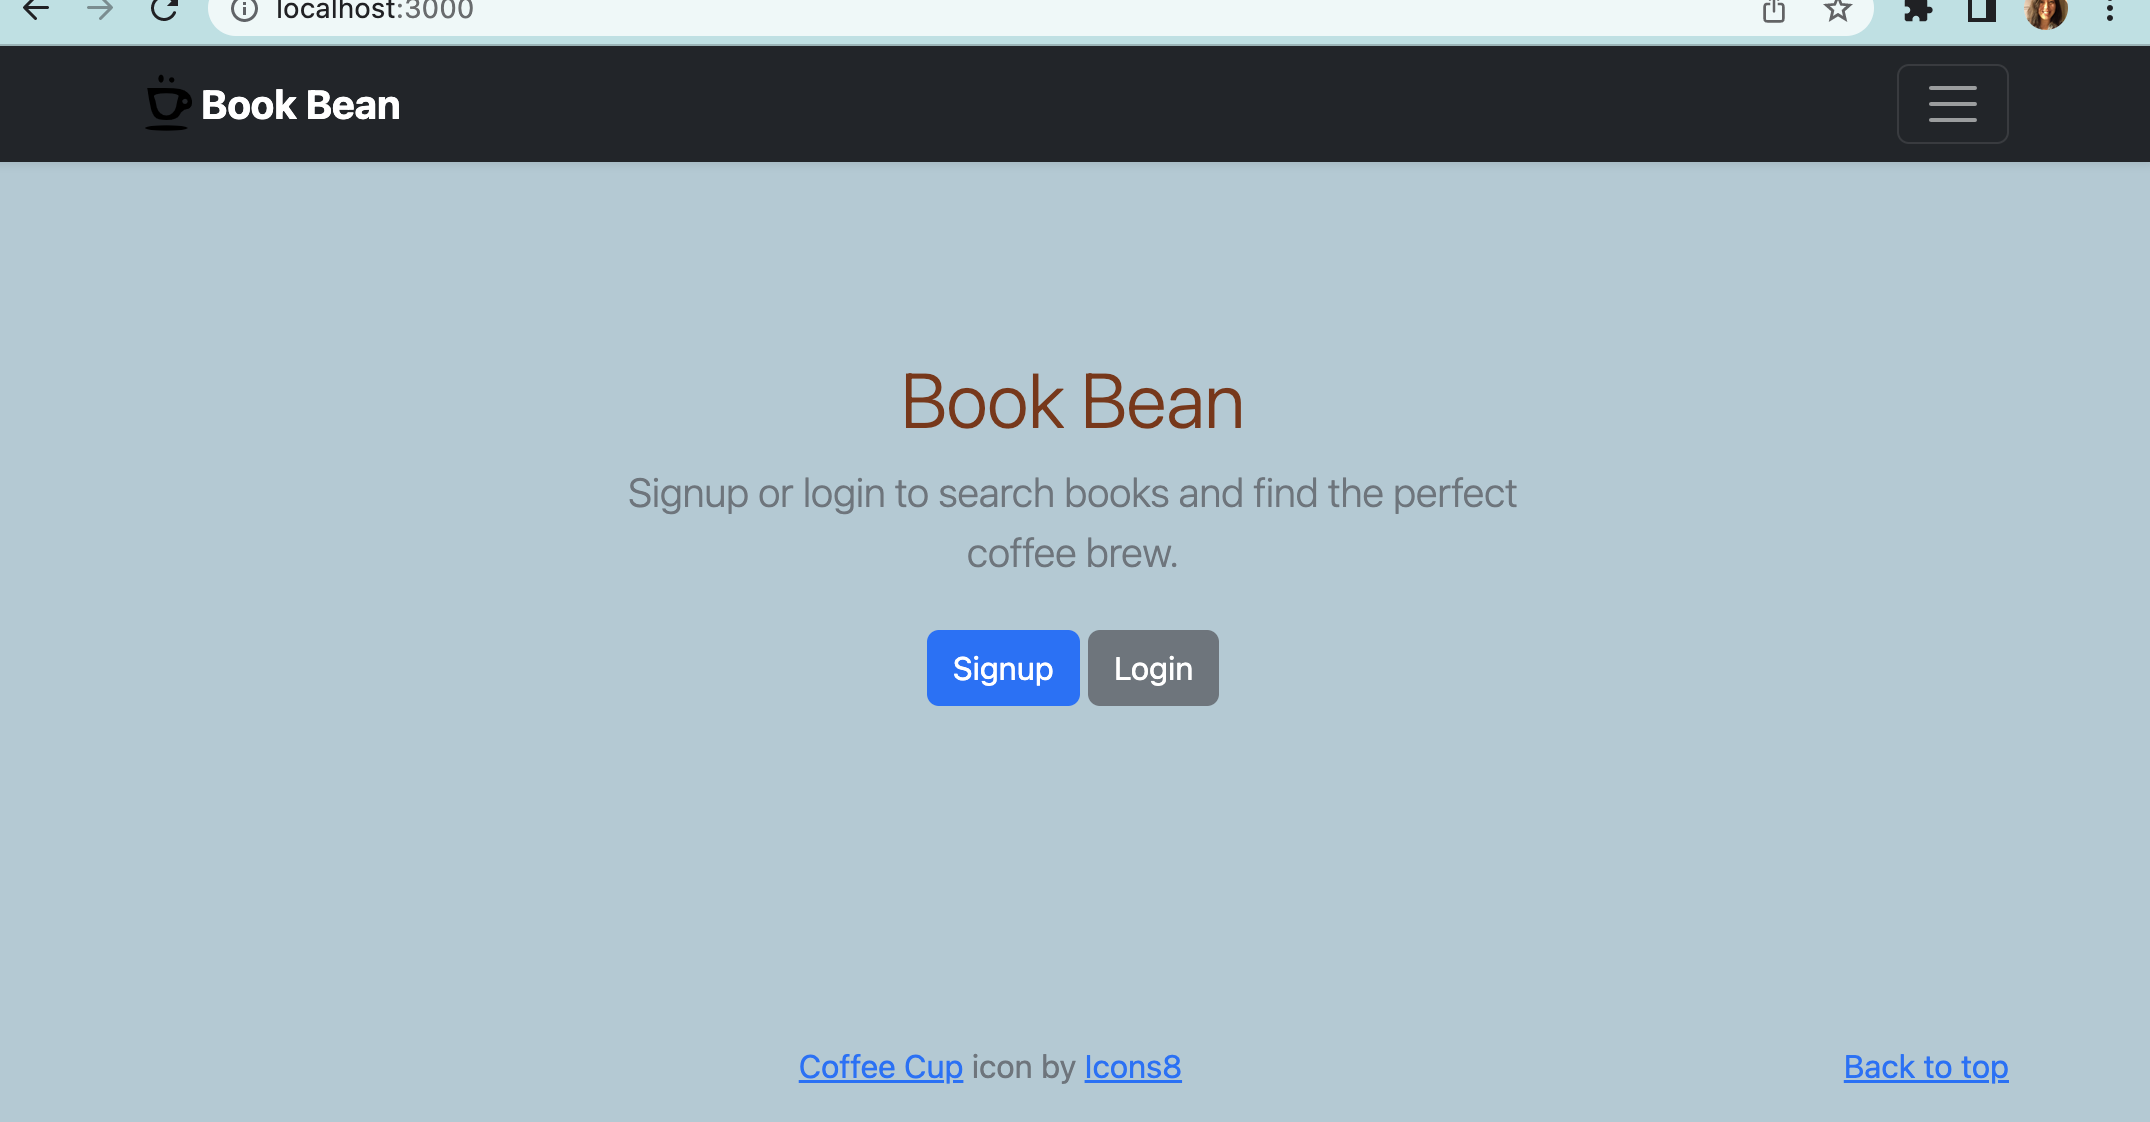 localhost:3000
Book Bean
Book Bean
Signup or login to search books and find the perfect
coffee brew.
Signup Login
Coffee Cup icon by Icons8
Back to top